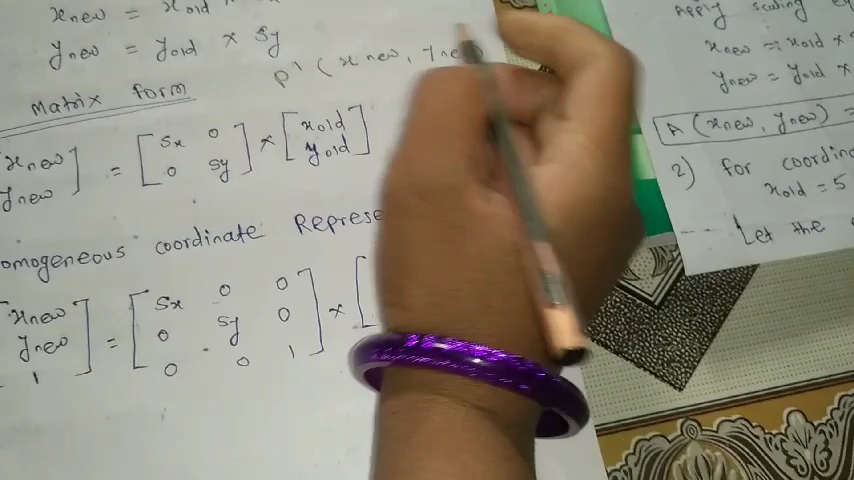 xnew = xold
ynew = yold × Sy
P' ( xnew, ynew
Matrix form
xnew = Sx 0 × xold
ynew 0 Sy yold
omogeneous coordinate Represe
xnew = Sx 0 0 ×
ynew 0 Sy 0
1 0 0 1
Apply scaling
xnew = xold ×
ynew = yold ×
A (xnew, ynew) =
2) for coordin
xold = 5
Let the